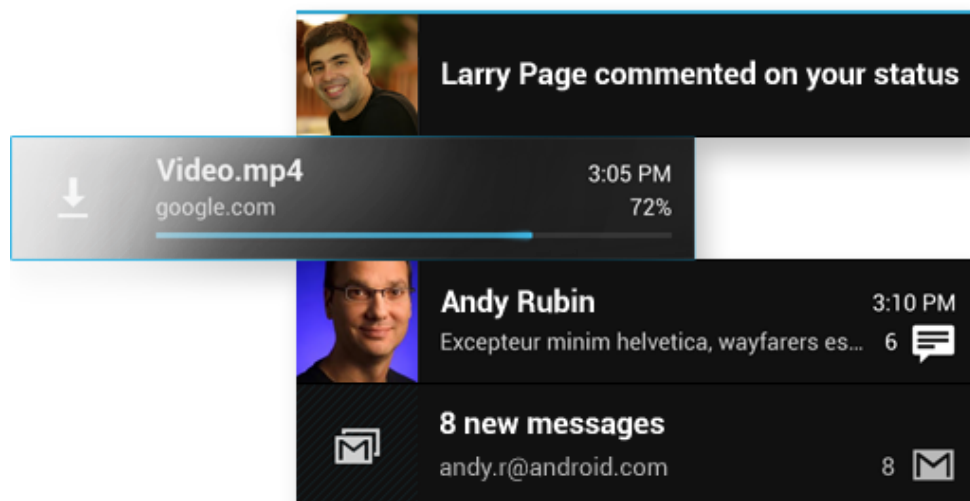 Larry Page commented on your status
Video.mp4 3:05 PM
google.com 72%
Andy Rubin 3:10 PM
Excepteur minim helvetica, wayfarers es... 6
8 new messages
andy.r@android.com 8